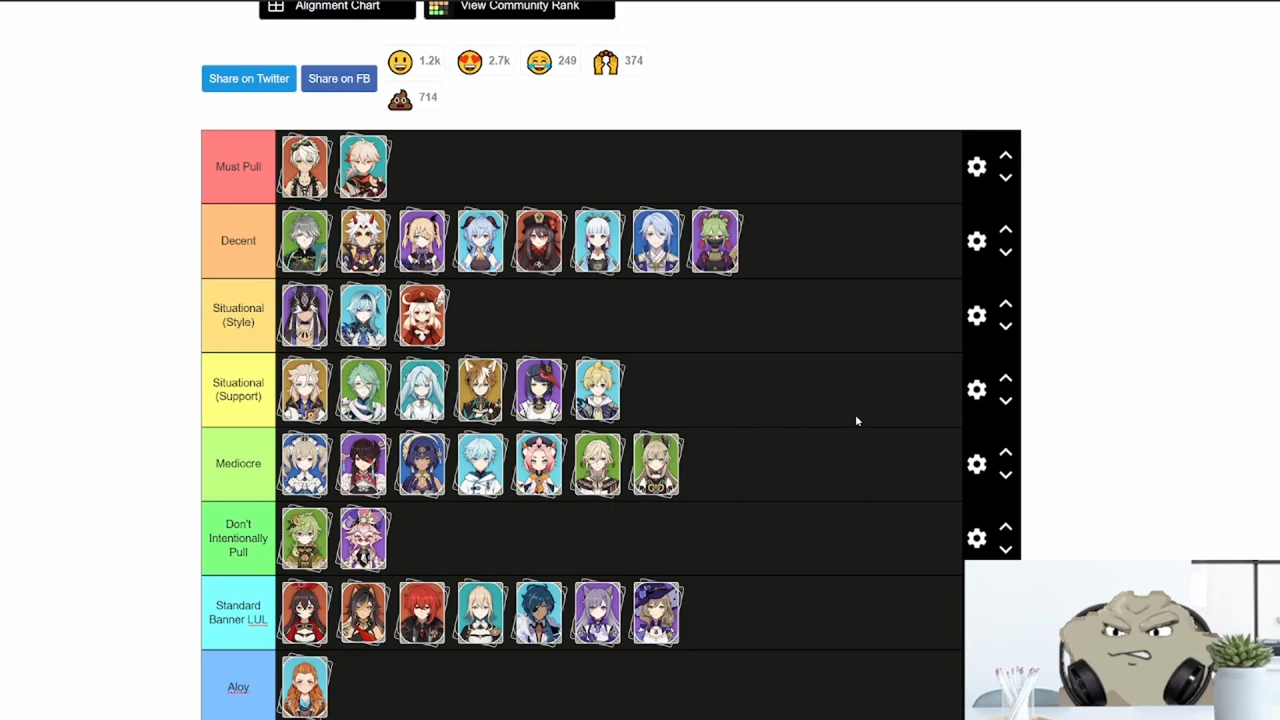 Alignment Chart
View Community Rank
Share on Twitter
Share on FB
1.2k
2.7k
249
374
714
Must Pull
Decent
Situational
(Style)
Situational
(Support)
Mediocre
Don't
Intentionally
Pull
Standard
Banner LUL
Aloy